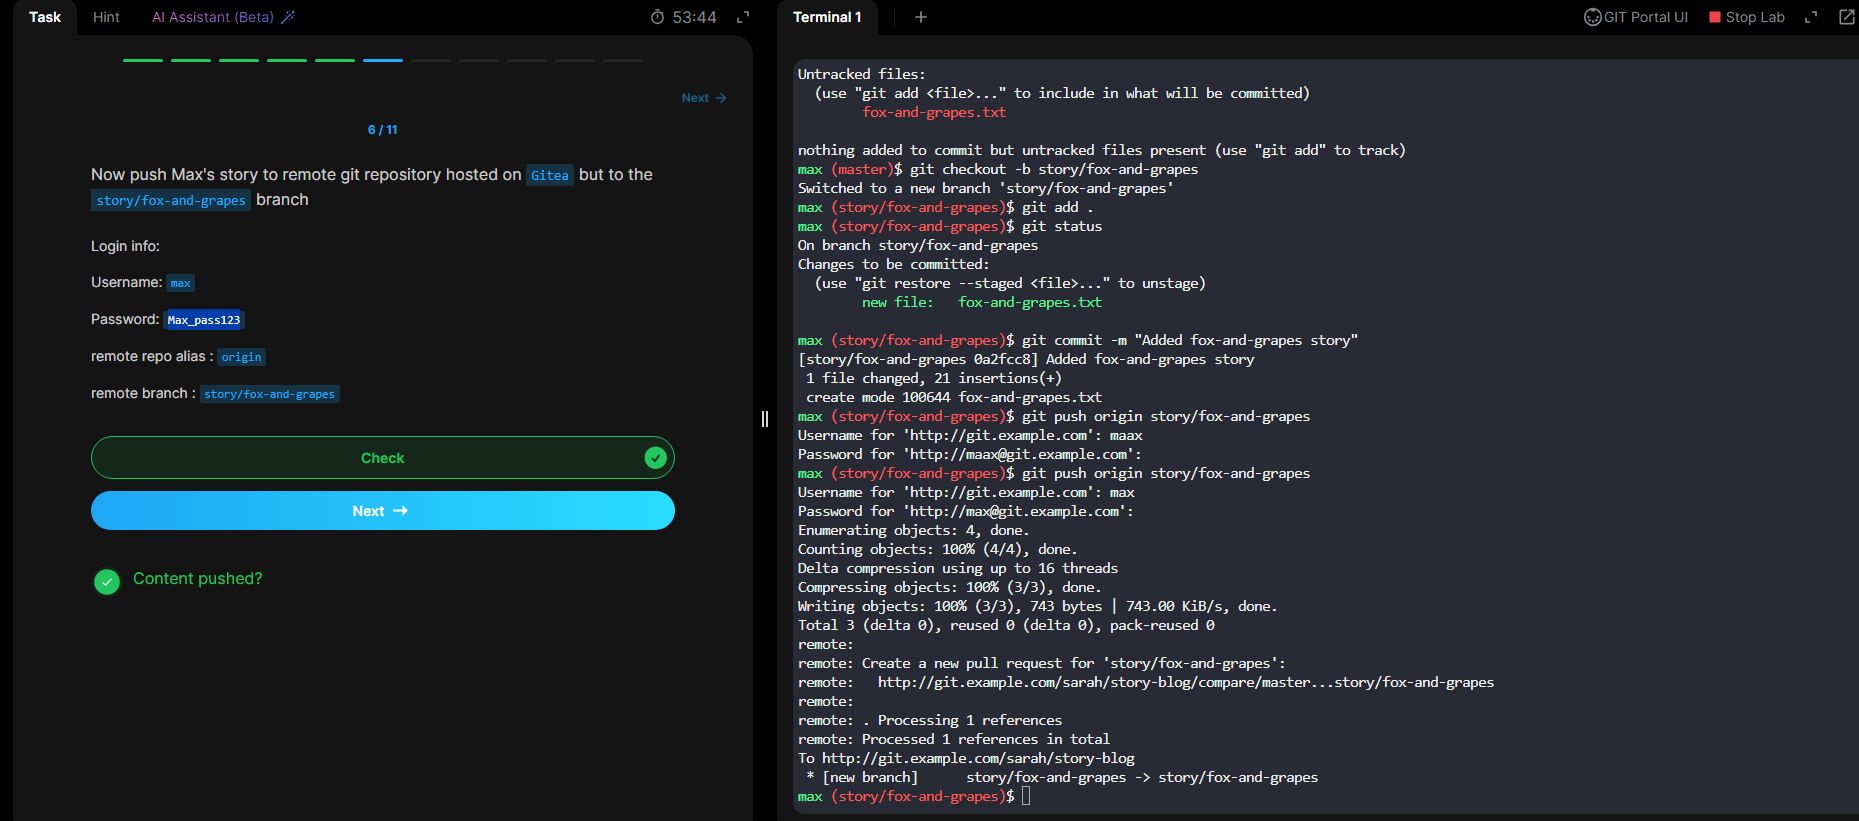 Task
Hint
AI Assistant (Beta)
53:44
Next →
6 / 11
Now push Max's story to remote git repository hosted on Gitea but to the
story/fox-and-grapes branch
Login info:
Username: max
Password: Max_pass123
remote repo alias : origin
remote branch : story/fox-and-grapes
Check
Next →
Content pushed?
Terminal 1
+
GIT Portal UI
Stop Lab
Untracked files:
  (use "git add <file>..." to include in what will be committed)
        fox-and-grapes.txt
nothing added to commit but untracked files present (use "git add" to track)
max (master)$ git checkout -b story/fox-and-grapes
Switched to a new branch 'story/fox-and-grapes'
max (story/fox-and-grapes)$ git add .
max (story/fox-and-grapes)$ git status
On branch story/fox-and-grapes
Changes to be committed:
  (use "git restore --staged <file>..." to unstage)
        new file:   fox-and-grapes.txt
max (story/fox-and-grapes)$ git commit -m "Added fox-and-grapes story"
[story/fox-and-grapes 0a2fcc8] Added fox-and-grapes story
 1 file changed, 21 insertions(+)
 create mode 100644 fox-and-grapes.txt
max (story/fox-and-grapes)$ git push origin story/fox-and-grapes
Username for 'http://git.example.com': maax
Password for 'http://maax@git.example.com':
max (story/fox-and-grapes)$ git push origin story/fox-and-grapes
Username for 'http://git.example.com': max
Password for 'http://max@git.example.com':
Enumerating objects: 4, done.
Counting objects: 100% (4/4), done.
Delta compression using up to 16 threads
Compressing objects: 100% (3/3), done.
Writing objects: 100% (3/3), 743 bytes | 743.00 KiB/s, done.
Total 3 (delta 0), reused 0 (delta 0), pack-reused 0
remote:
remote: Create a new pull request for 'story/fox-and-grapes':
remote:   http://git.example.com/sarah/story-blog/compare/master...story/fox-and-grapes
remote:
remote: . Processing 1 references
remote: Processed 1 references in total
To http://git.example.com/sarah/story-blog
 * [new branch]      story/fox-and-grapes -> story/fox-and-grapes
max (story/fox-and-grapes)$